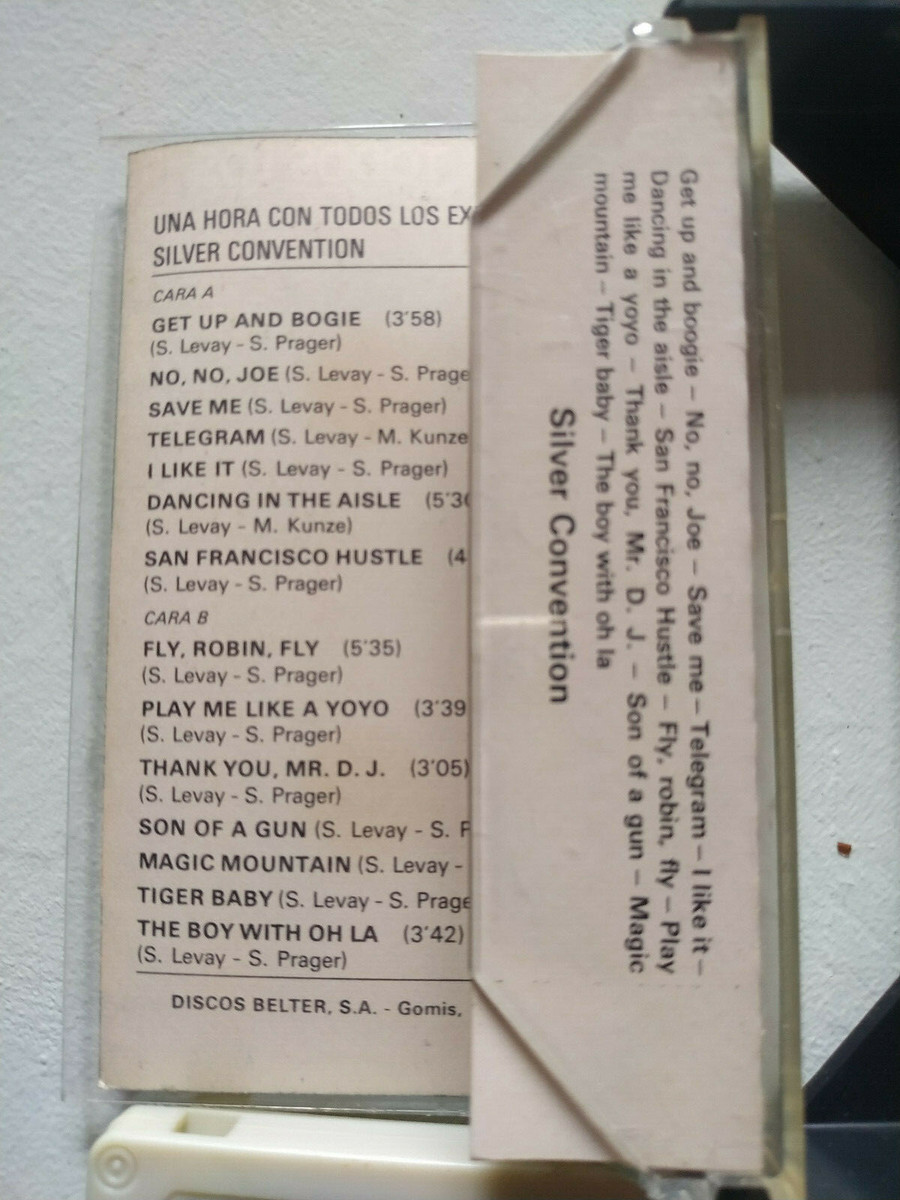 UNA HORA CON TODOS LOS EX
SILVER CONVENTION
CARA A
GET UP AND BOGIE (3'58)
(S. Levay - S. Prager)
NO, NO, JOE (S. Levay - S. Prage
SAVE ME (S. Levay - S. Prager)
TELEGRAM (S. Levay - M. Kunze
I LIKE IT (S. Levay - S. Prager)
DANCING IN THE AISLE (5'30
(S. Levay - M. Kunze)
SAN FRANCISCO HUSTLE (4
(S. Levay - S. Prager)
CARA B
FLY, ROBIN, FLY (5'35)
(S. Levay - S. Prager)
PLAY ME LIKE A YOYO (3'39
(S. Levay - S. Prager)
THANK YOU, MR. D. J. (3'05)
(S. Levay - S. Prager)
SON OF A GUN (S. Levay - S. P
MAGIC MOUNTAIN (S. Levay -
TIGER BABY (S. Levay - S. Prage
THE BOY WITH OH LA (3'42)
(S. Levay - S. Prager)
DISCOS BELTER, S.A. - Gomis,
Get up and boogie – No, no, Joe – Save me – Telegram – I like it –
Dancing in the aisle – San Francisco Hustle – Fly, robin, fly – Play
me like a yoyo – Thank you, Mr. D. J. – Son of a gun – Magic
mountain – Tiger baby – The boy with oh la
Silver Convention